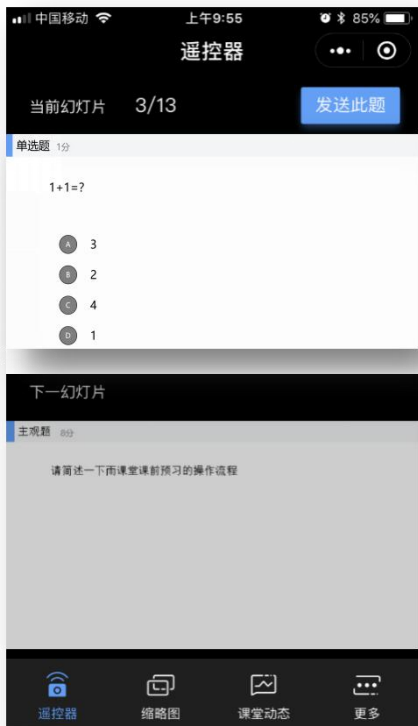 中国移动 上午9:55 85%
遥控器
当前幻灯片 3/13 发送此题
单选题 1分
1+1=?
A 3
B 2
C 4
D 1
下一幻灯片
主观题 8分
请简述一下雨课堂课前预习的操作流程
遥控器 缩略图 课堂动态 更多